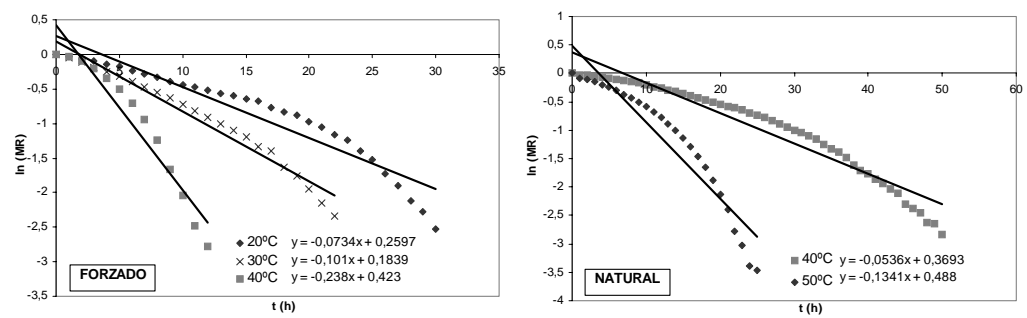 0,5
0
-0,5
-1
-1,5
-2
-2,5
-3
-3,5
0 5 10 15 20 25 30 35
ln (MR)
t (h)
20ºC y = -0,0734x + 0,2597
30ºC y = -0,101x + 0,1839
40ºC y = -0,238x + 0,423
FORZADO
1
0,5
0
-0,5
-1
-1,5
-2
-2,5
-3
-3,5
-4
0 10 20 30 40 50 60
ln (MR)
t (h)
40ºC y = -0,0536x + 0,3693
50ºC y = -0,1341x + 0,488
NATURAL